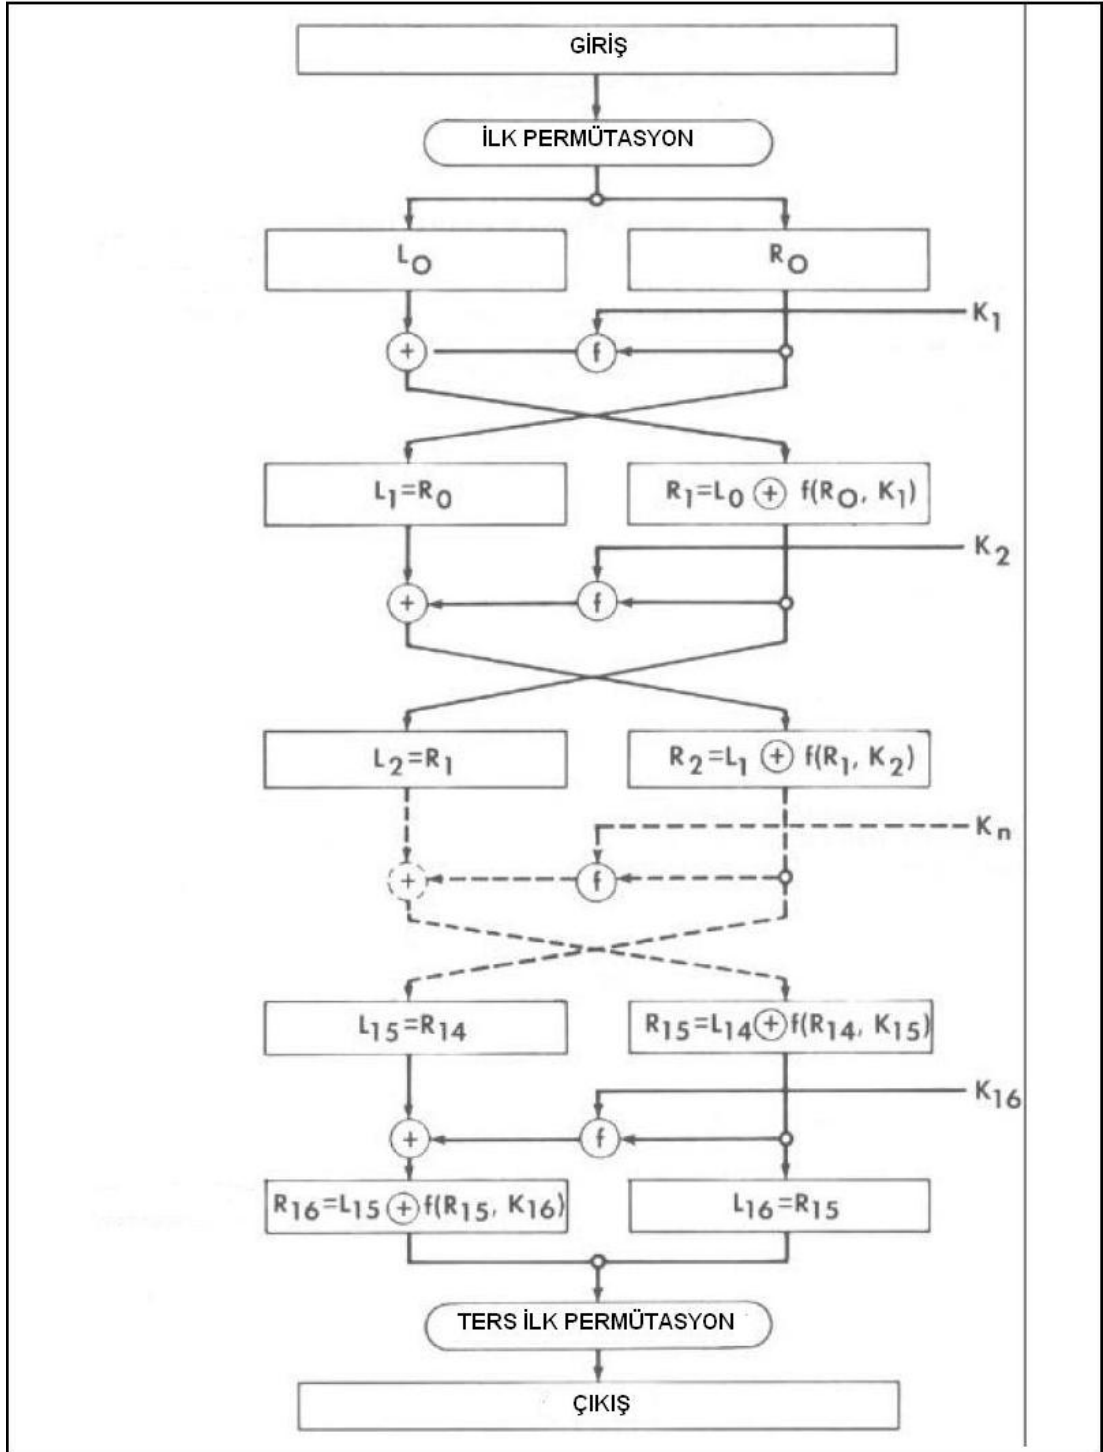 GİRİŞ
İLK PERMÜTASYON
L₀
R₀
K₁
+
f
L₁=R₀
R₁=L₀ ⊕ f(R₀, K₁)
K₂
+
f
L₂=R₁
R₂=L₁ ⊕ f(R₁, K₂)
Kₙ
+
f
L₁₅=R₁₄
R₁₅=L₁₄ ⊕ f(R₁₄, K₁₅)
K₁₆
+
f
R₁₆=L₁₅ ⊕ f(R₁₅, K₁₆)
L₁₆=R₁₅
TERS İLK PERMÜTASYON
ÇIKIŞ